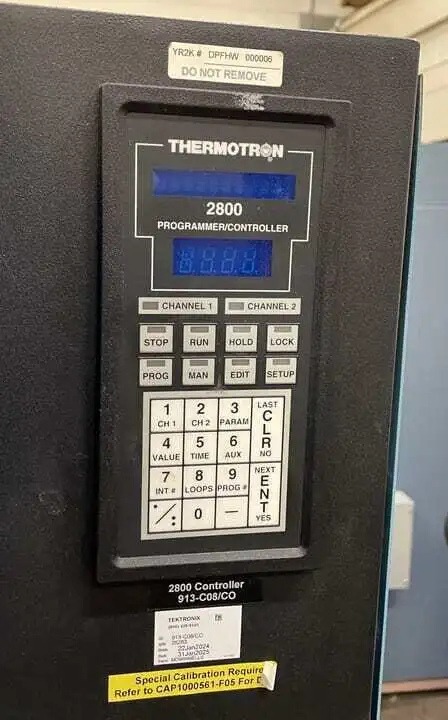 YR2K # DPFHW 000006
DO NOT REMOVE
THERMOTRON
2800
PROGRAMMER/CONTROLLER
CHANNEL 1 CHANNEL 2
STOP RUN HOLD LOCK
PROG MAN EDIT SETUP
1 2 3 LAST
CH 1 CH 2 PARAM CLR
4 5 6 NO
VALUE TIME AUX
7 8 9 NEXT
INT # LOOPS PROG # ENT
0 — YES
2800 Controller
913-C08/CO
TEKTRONIX
913-C08/CO
22Jan2024
31Jan2025
Special Calibration Require
Refer to CAP1000561-F05 For